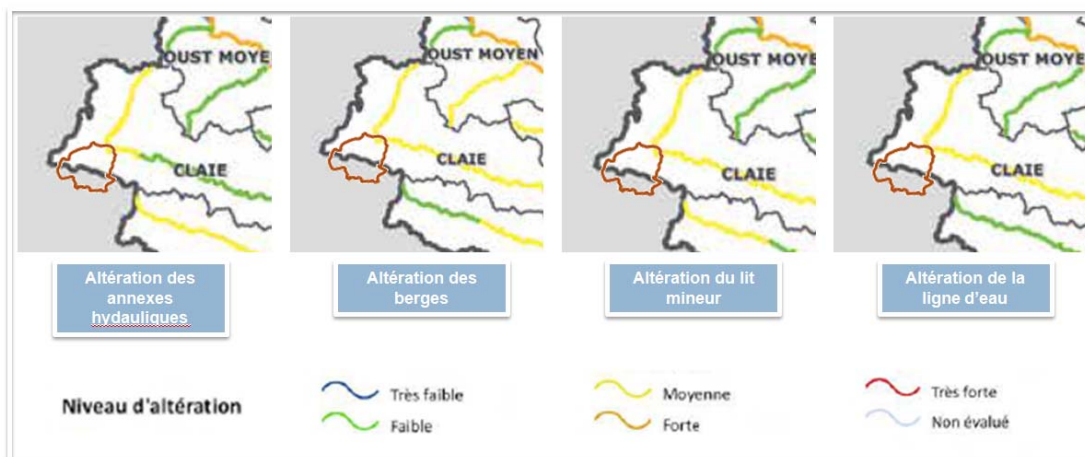 OUST MOYE
CLAIE
OUST MOYEN
CLAIE
OUST MOYE
CLAIE
OUST MOYE
CLAIE
Altération des
annexes
hydauliques
Altération des
berges
Altération du lit
mineur
Altération de la
ligne d'eau
Niveau d'altération
Très faible
Faible
Moyenne
Forte
Très forte
Non évalué